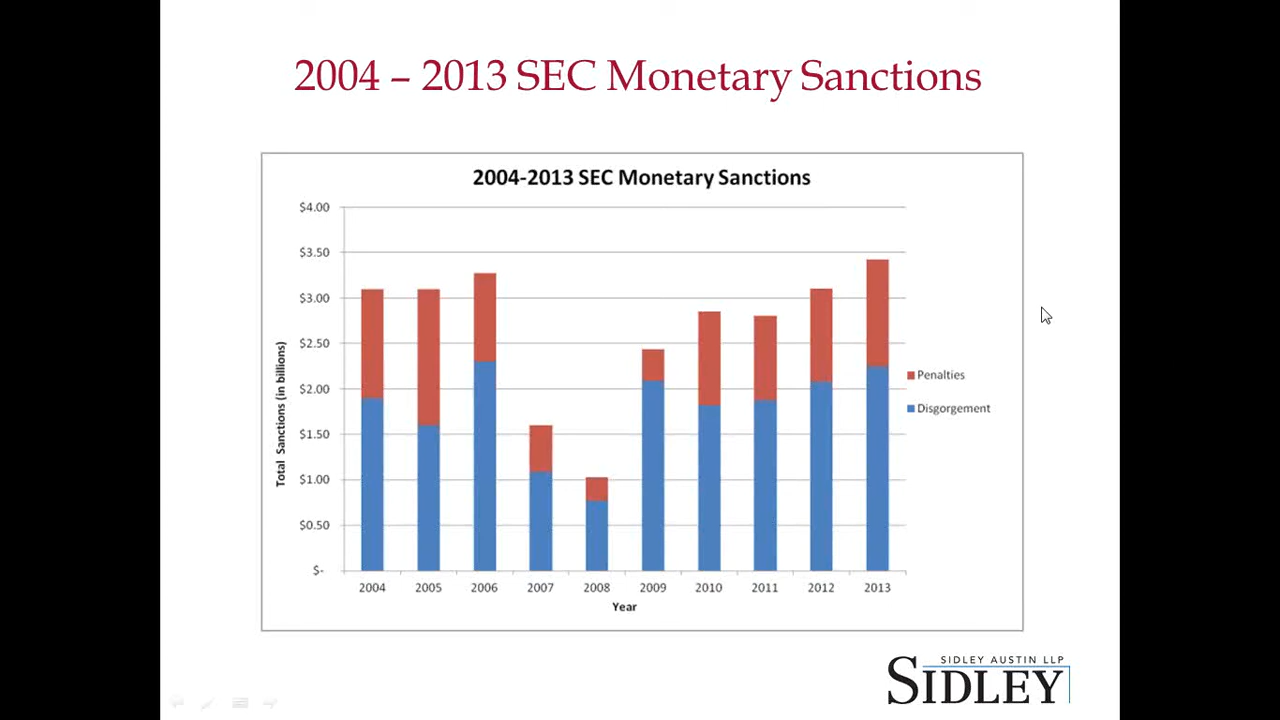 2004 – 2013 SEC Monetary Sanctions
2004-2013 SEC Monetary Sanctions
$4.00
$3.50
$3.00
$2.50
$2.00
$1.50
$1.00
$0.50
$-
Total Sanctions (in billions)
2004 2005 2006 2007 2008 2009 2010 2011 2012 2013
Year
Penalties
Disgorgement
SIDLEY AUSTIN LLP
SIDLEY